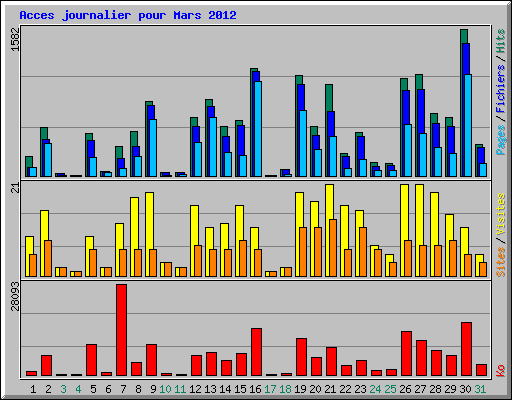 Acces journalier pour Mars 2012
1582
Pages / Fichiers / Hits
21
Sites / Visites
28093
Ko
1 2 3 4 5 6 7 8 9 10 11 12 13 14 15 16 17 18 19 20 21 22 23 24 25 26 27 28 29 30 31